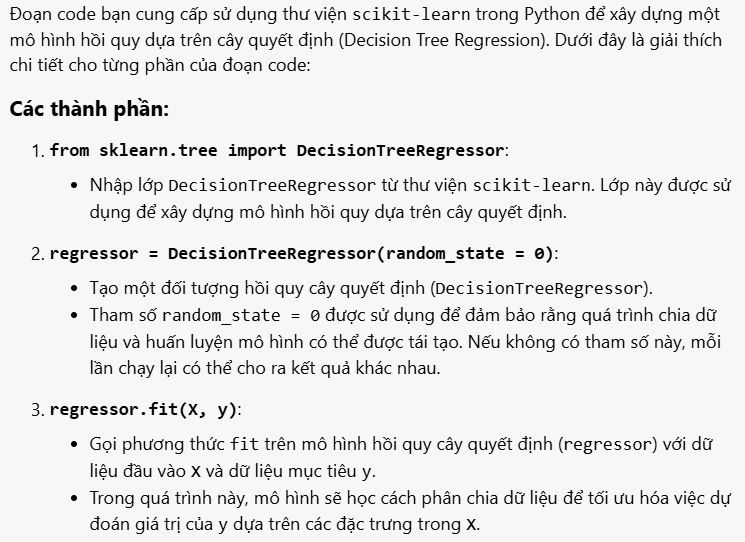 Đoạn code bạn cung cấp sử dụng thư viện scikit-learn trong Python để xây dựng một
mô hình hồi quy dựa trên cây quyết định (Decision Tree Regression). Dưới đây là giải thích
chi tiết cho từng phần của đoạn code:
Các thành phần:
1. from sklearn.tree import DecisionTreeRegressor:
• Nhập lớp DecisionTreeRegressor từ thư viện scikit-learn. Lớp này được sử
dụng để xây dựng mô hình hồi quy dựa trên cây quyết định.
2. regressor = DecisionTreeRegressor(random_state = 0):
• Tạo một đối tượng hồi quy cây quyết định (DecisionTreeRegressor).
• Tham số random_state = 0 được sử dụng để đảm bảo rằng quá trình chia dữ
liệu và huấn luyện mô hình có thể được tái tạo. Nếu không có tham số này, mỗi
lần chạy lại có thể cho ra kết quả khác nhau.
3. regressor.fit(X, y):
• Gọi phương thức fit trên mô hình hồi quy cây quyết định (regressor) với dữ
liệu đầu vào X và dữ liệu mục tiêu y.
• Trong quá trình này, mô hình sẽ học cách phân chia dữ liệu để tối ưu hóa việc dự
đoán giá trị của y dựa trên các đặc trưng trong X.